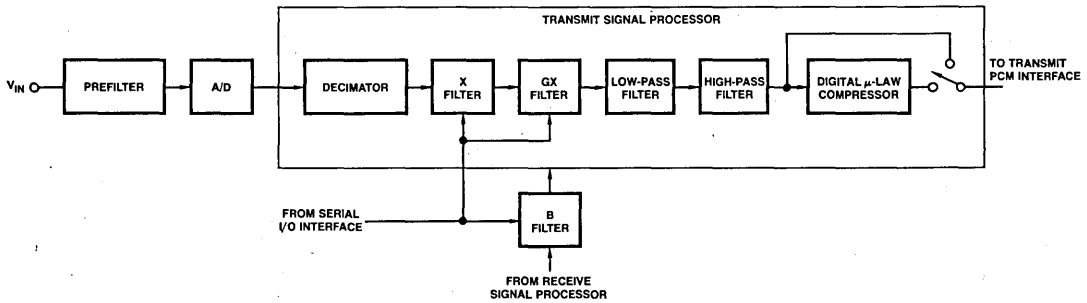 TRANSMIT SIGNAL PROCESSOR
V_IN
PREFILTER
A/D
DECIMATOR
X
FILTER
GX
FILTER
LOW-PASS
FILTER
HIGH-PASS
FILTER
DIGITAL μ-LAW
COMPRESSOR
TO TRANSMIT
PCM INTERFACE
FROM SERIAL
I/O INTERFACE
B
FILTER
FROM RECEIVE
SIGNAL PROCESSOR